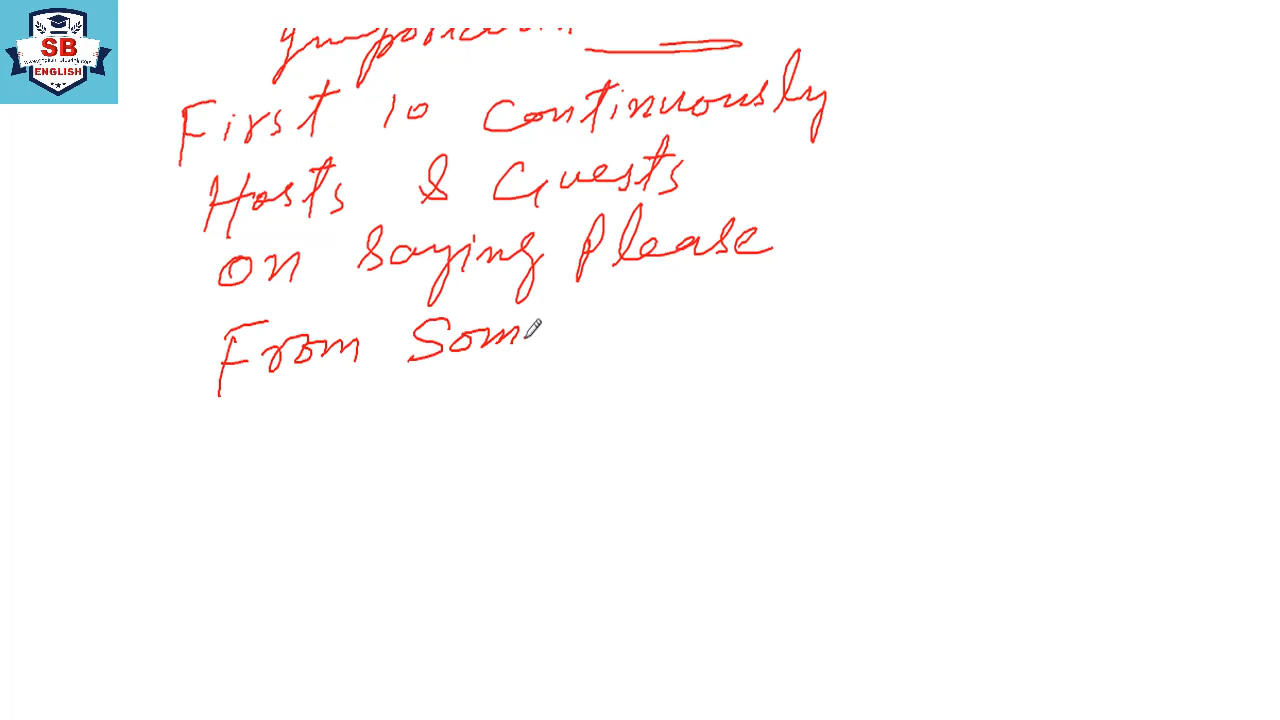 SB
ENGLISH
First 10 continuously
Hosts & Guests
on saying Please
From Som